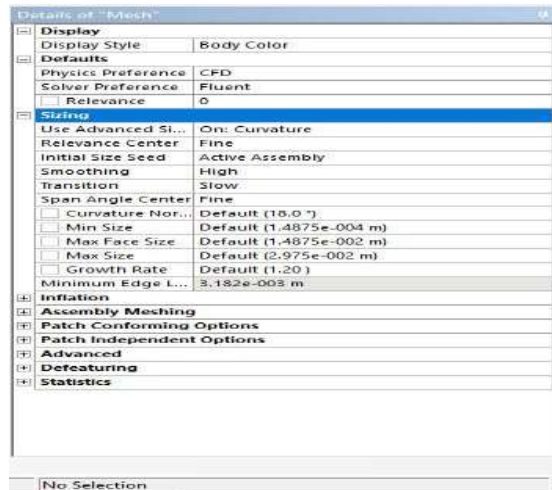 Details of "Mesh"
Display
Display Style Body Color
Defaults
Physics Preference CFD
Solver Preference Fluent
Relevance 0
Sizing
Use Advanced Si... On: Curvature
Relevance Center Fine
Initial Size Seed Active Assembly
Smoothing High
Transition Slow
Span Angle Center Fine
Curvature Nor... Default (18.0 °)
Min Size Default (1.4875e-004 m)
Max Face Size Default (1.4875e-002 m)
Max Size Default (2.975e-002 m)
Growth Rate Default (1.20 )
Minimum Edge L... 3.182e-003 m
Inflation
Assembly Meshing
Patch Conforming Options
Patch Independent Options
Advanced
Defeaturing
Statistics
No Selection